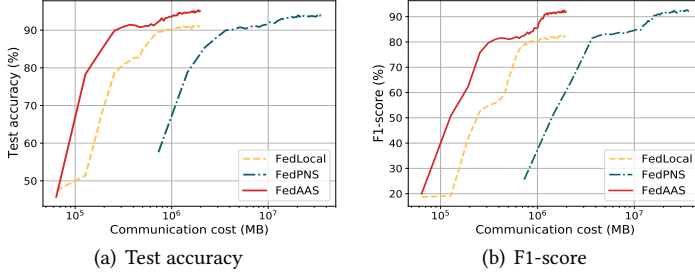 Test accuracy (%)
90
80
70
60
50
10^5
10^6
10^7
Communication cost (MB)
FedLocal
FedPNS
FedAAS
(a) Test accuracy
F1-score (%)
90
80
70
60
50
40
30
20
10^5
10^6
10^7
Communication cost (MB)
FedLocal
FedPNS
FedAAS
(b) F1-score